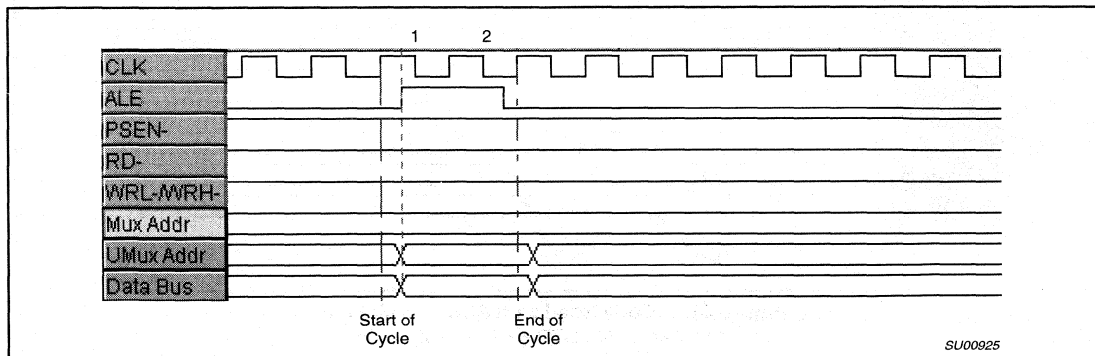 1 2
CLK
ALE
PSEN-
RD-
WRL-/WRH-
Mux Addr
UMux Addr
Data Bus
Start of Cycle
End of Cycle
SU00925